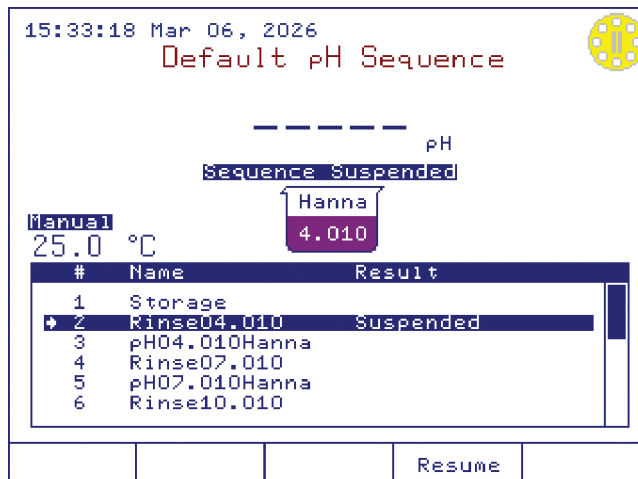 15:33:18 Mar 06, 2026
Default pH Sequence
– – – – – pH
Sequence Suspended
Hanna
4.010
Manual
25.0 °C
# Name Result
1 Storage
2 Rinse04.010 Suspended
3 pH04.010Hanna
4 Rinse07.010
5 pH07.010Hanna
6 Rinse10.010
Resume